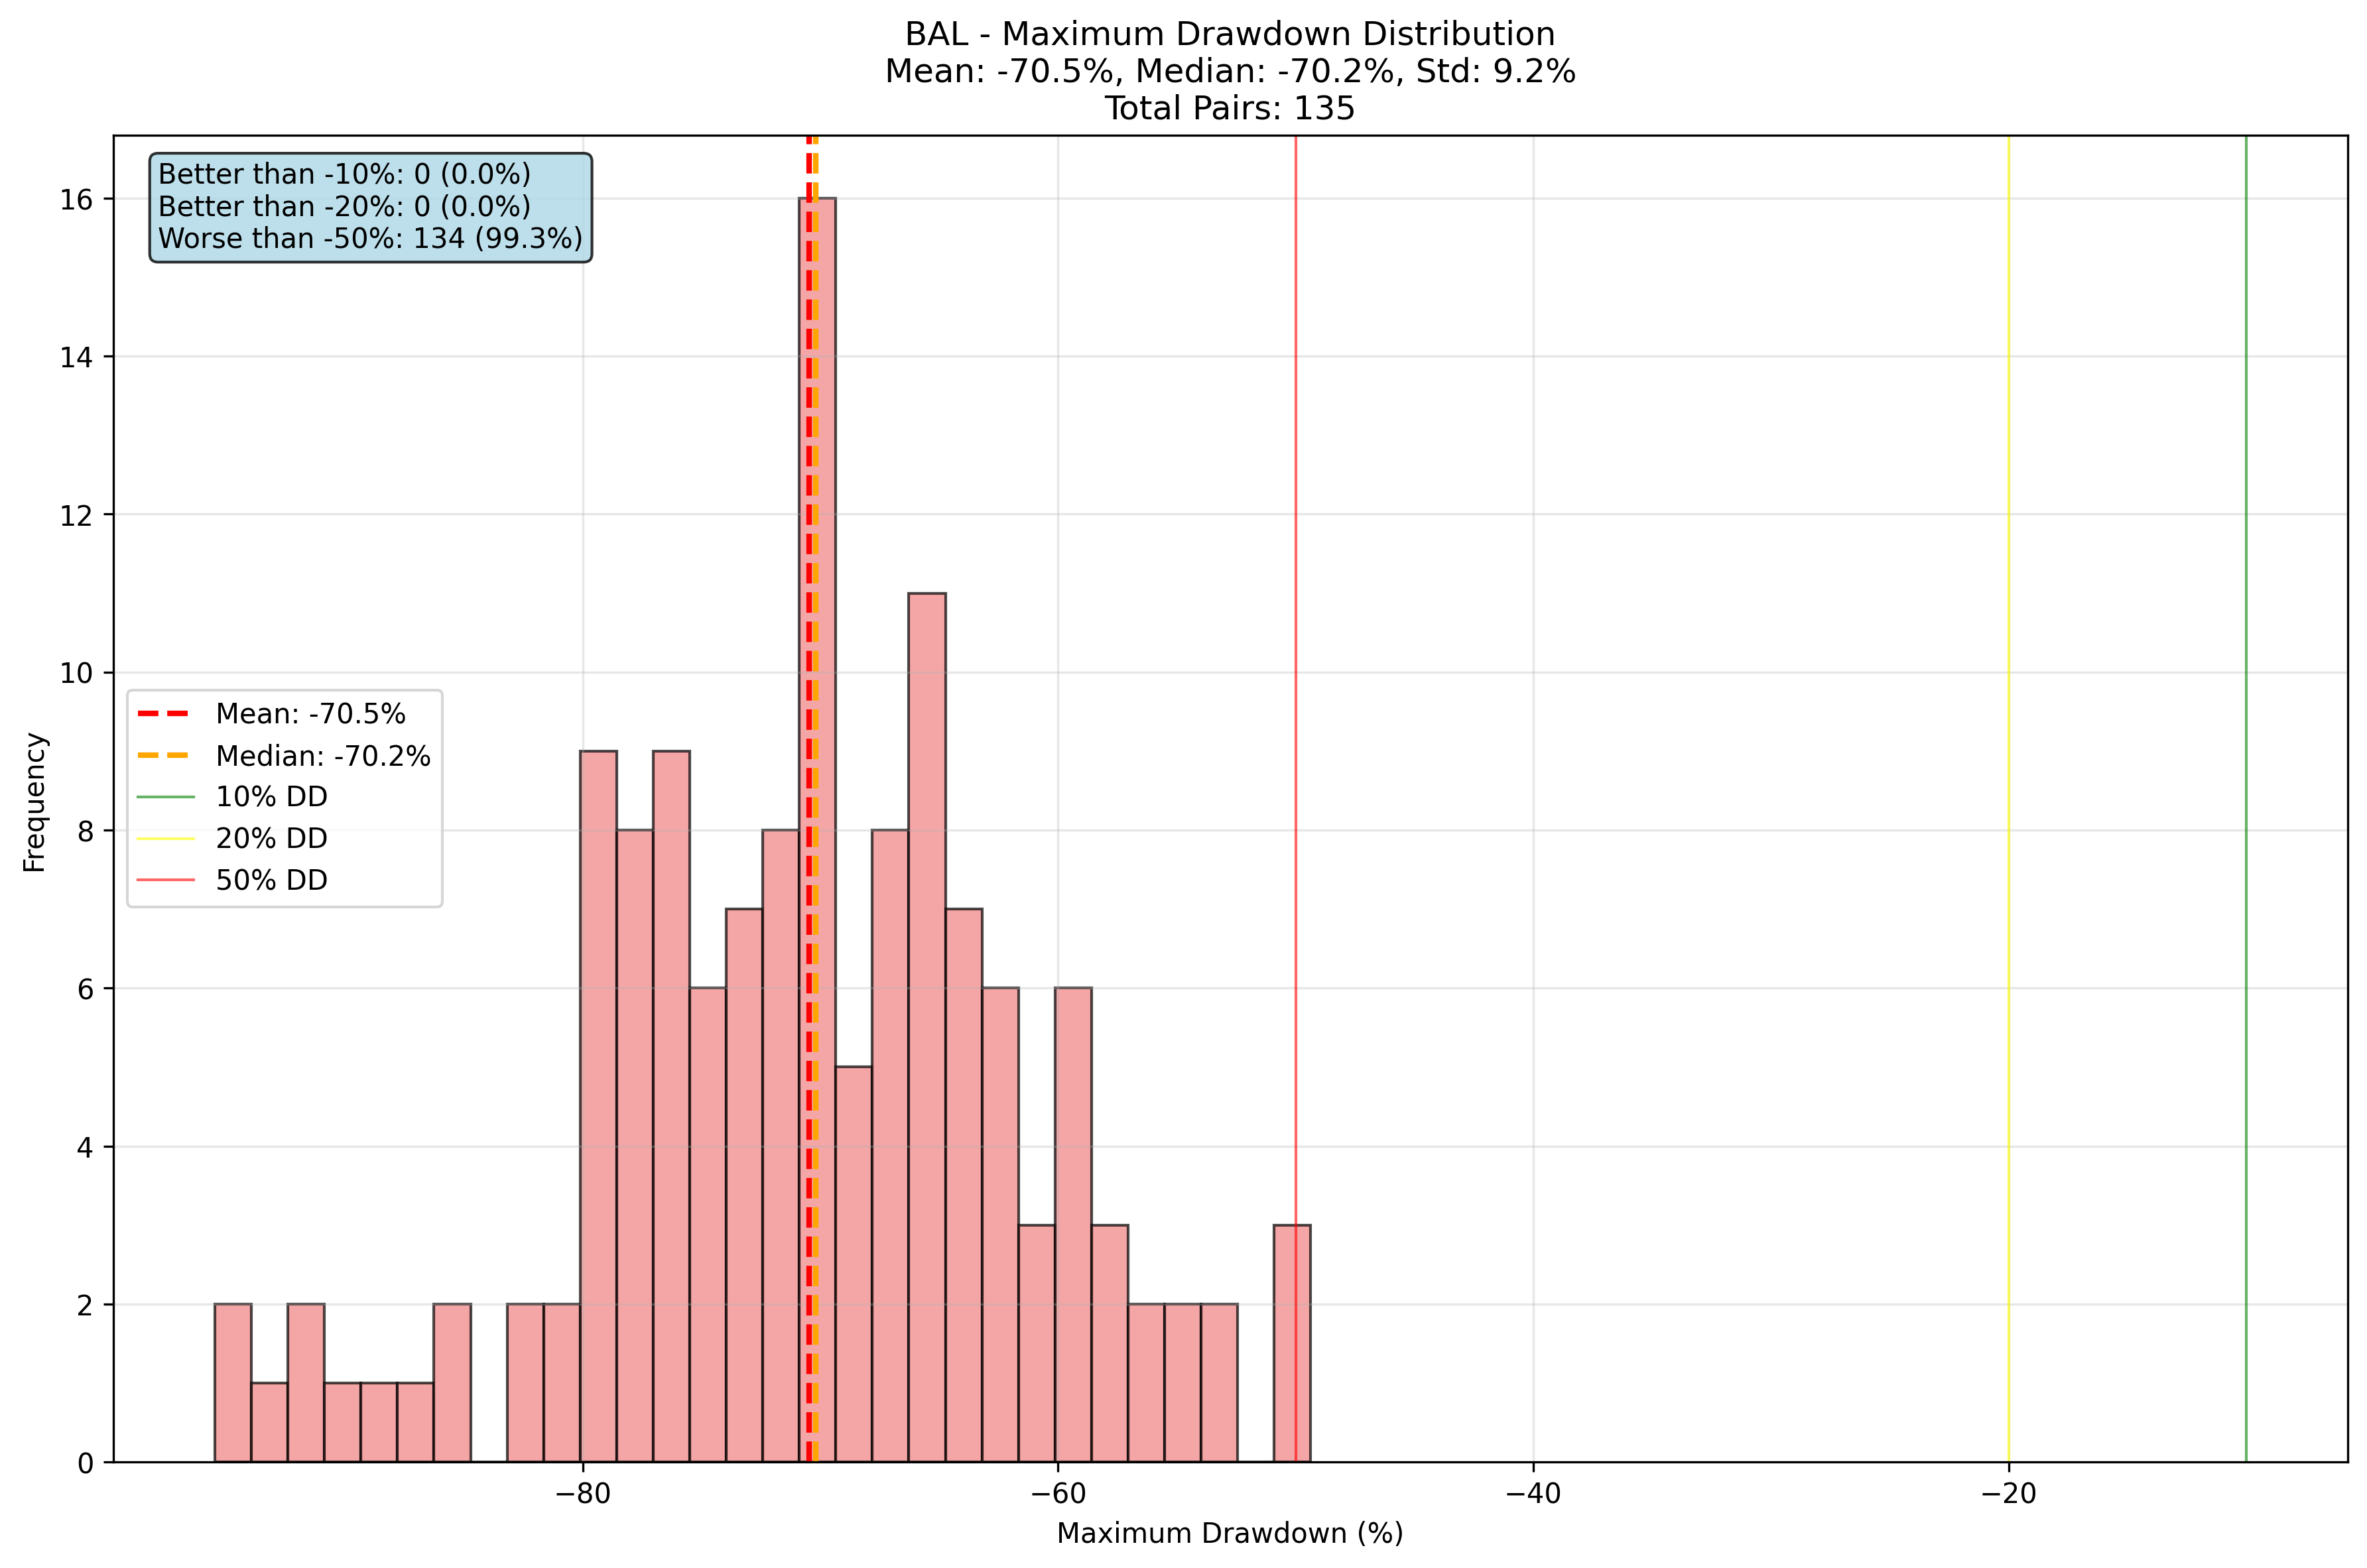 BAL - Maximum Drawdown Distribution
Mean: -70.5%, Median: -70.2%, Std: 9.2%
Total Pairs: 135
Better than -10%: 0 (0.0%)
Better than -20%: 0 (0.0%)
Worse than -50%: 134 (99.3%)
16
14
12
10
8
6
4
2
0
Frequency
Mean: -70.5%
Median: -70.2%
10% DD
20% DD
50% DD
−80
−60
−40
−20
Maximum Drawdown (%)